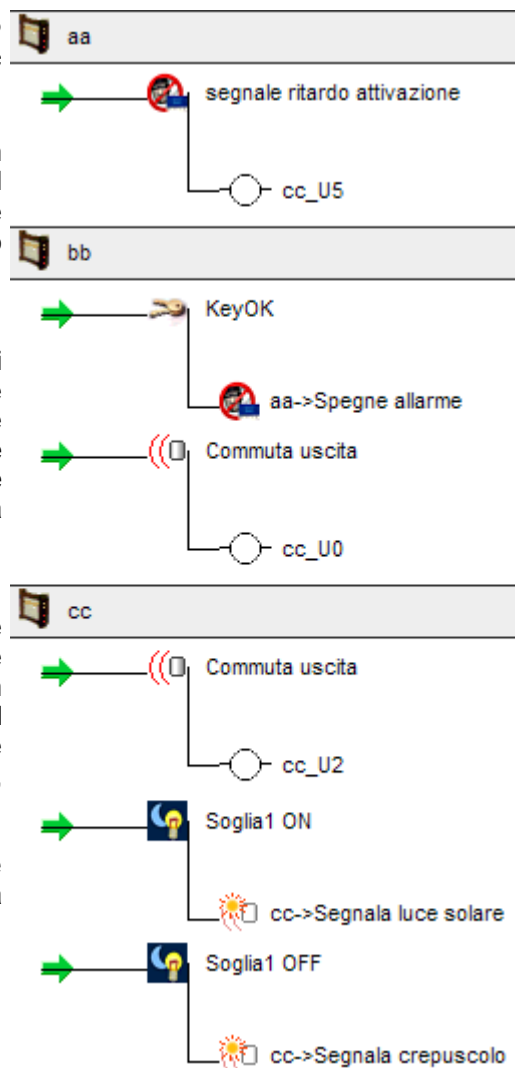 aa
segnale ritardo attivazione
cc_U5
bb
KeyOK
aa->Spegne allarme
Commuta uscita
cc_U0
cc
Commuta uscita
cc_U2
Soglia1 ON
cc->Segnala luce solare
Soglia1 OFF
cc->Segnala crepuscolo